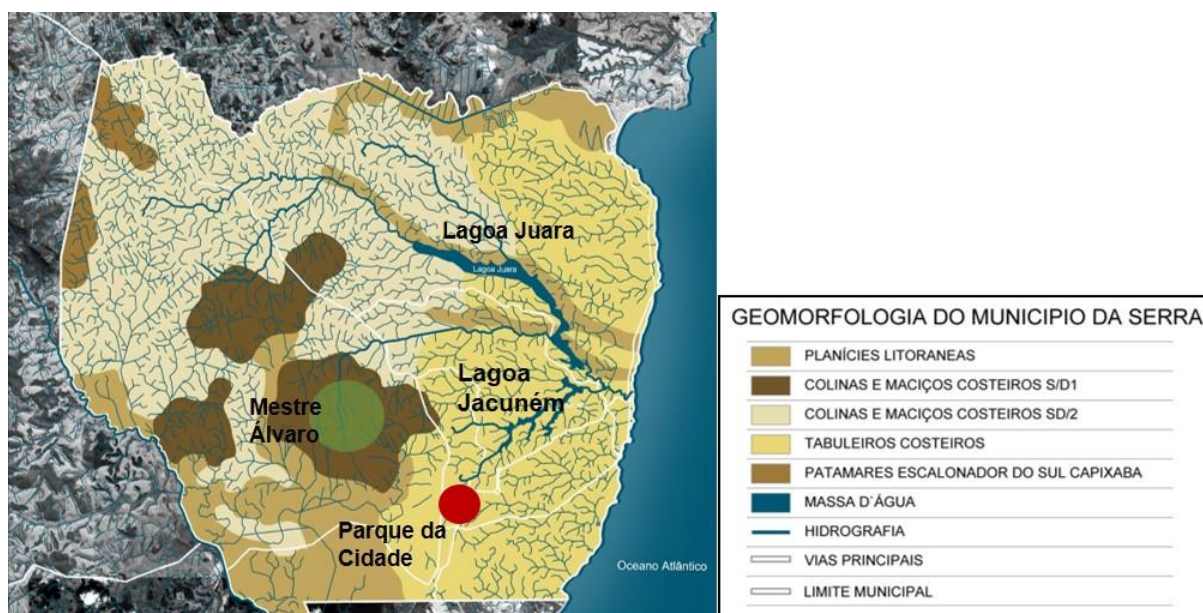 Lagoa Juara
Lagoa Juara
Lagoa
Jacuném
Mestre
Álvaro
Parque da
Cidade
Oceano Atlântico
GEOMORFOLOGIA DO MUNICIPIO DA SERRA
PLANÍCIES LITORANEAS
COLINAS E MACIÇOS COSTEIROS S/D1
COLINAS E MACIÇOS COSTEIROS SD/2
TABULEIROS COSTEIROS
PATAMARES ESCALONADOR DO SUL CAPIXABA
MASSA D`ÁGUA
HIDROGRAFIA
VIAS PRINCIPAIS
LIMITE MUNICIPAL